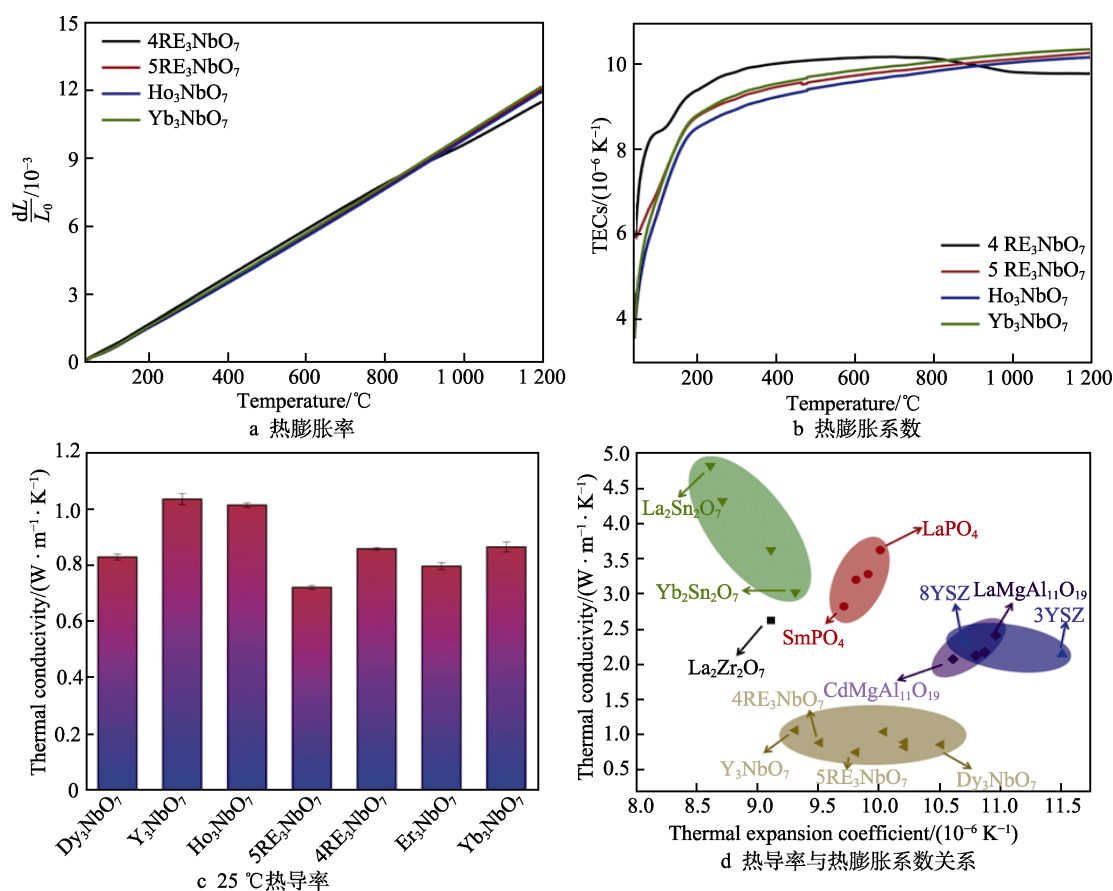 15
12
9
6
3
0
dL/L₀/10⁻³
4RE₃NbO₇
5RE₃NbO₇
Ho₃NbO₇
Yb₃NbO₇
200
400
600
800
1 000
1 200
Temperature/℃
a 热膨胀率
10
8
6
4
TECs/(10⁻⁶ K⁻¹)
4 RE₃NbO₇
5 RE₃NbO₇
Ho₃NbO₇
Yb₃NbO₇
200
400
600
800
1 000
1 200
Temperature/℃
b 热膨胀系数
1.2
1.0
0.8
0.6
0.4
0.2
0
Thermal conducivity/(W · m⁻¹ · K⁻¹)
Dy₃NbO₇
Y₃NbO₇
Ho₃NbO₇
5RE₃NbO₇
4RE₃NbO₇
Er₃NbO₇
Yb₃NbO₇
c 25 ℃热导率
5.0
4.5
4.0
3.5
3.0
2.5
2.0
1.5
1.0
0.5
Thermal conductivity/(W · m⁻¹ · K⁻¹)
La₂Sn₂O₇
LaPO₄
Yb₂Sn₂O₇
8YSZ
LaMgAl₁₁O₁₉
3YSZ
SmPO₄
La₂Zr₂O₇
CdMgAl₁₁O₁₉
4RE₃NbO₇
Y₃NbO₇
5RE₃NbO₇
Dy₃NbO₇
8.0
8.5
9.0
9.5
10.0
10.5
11.0
11.5
Thermal expansion coefficient/(10⁻⁶ K⁻¹)
d 热导率与热膨胀系数关系